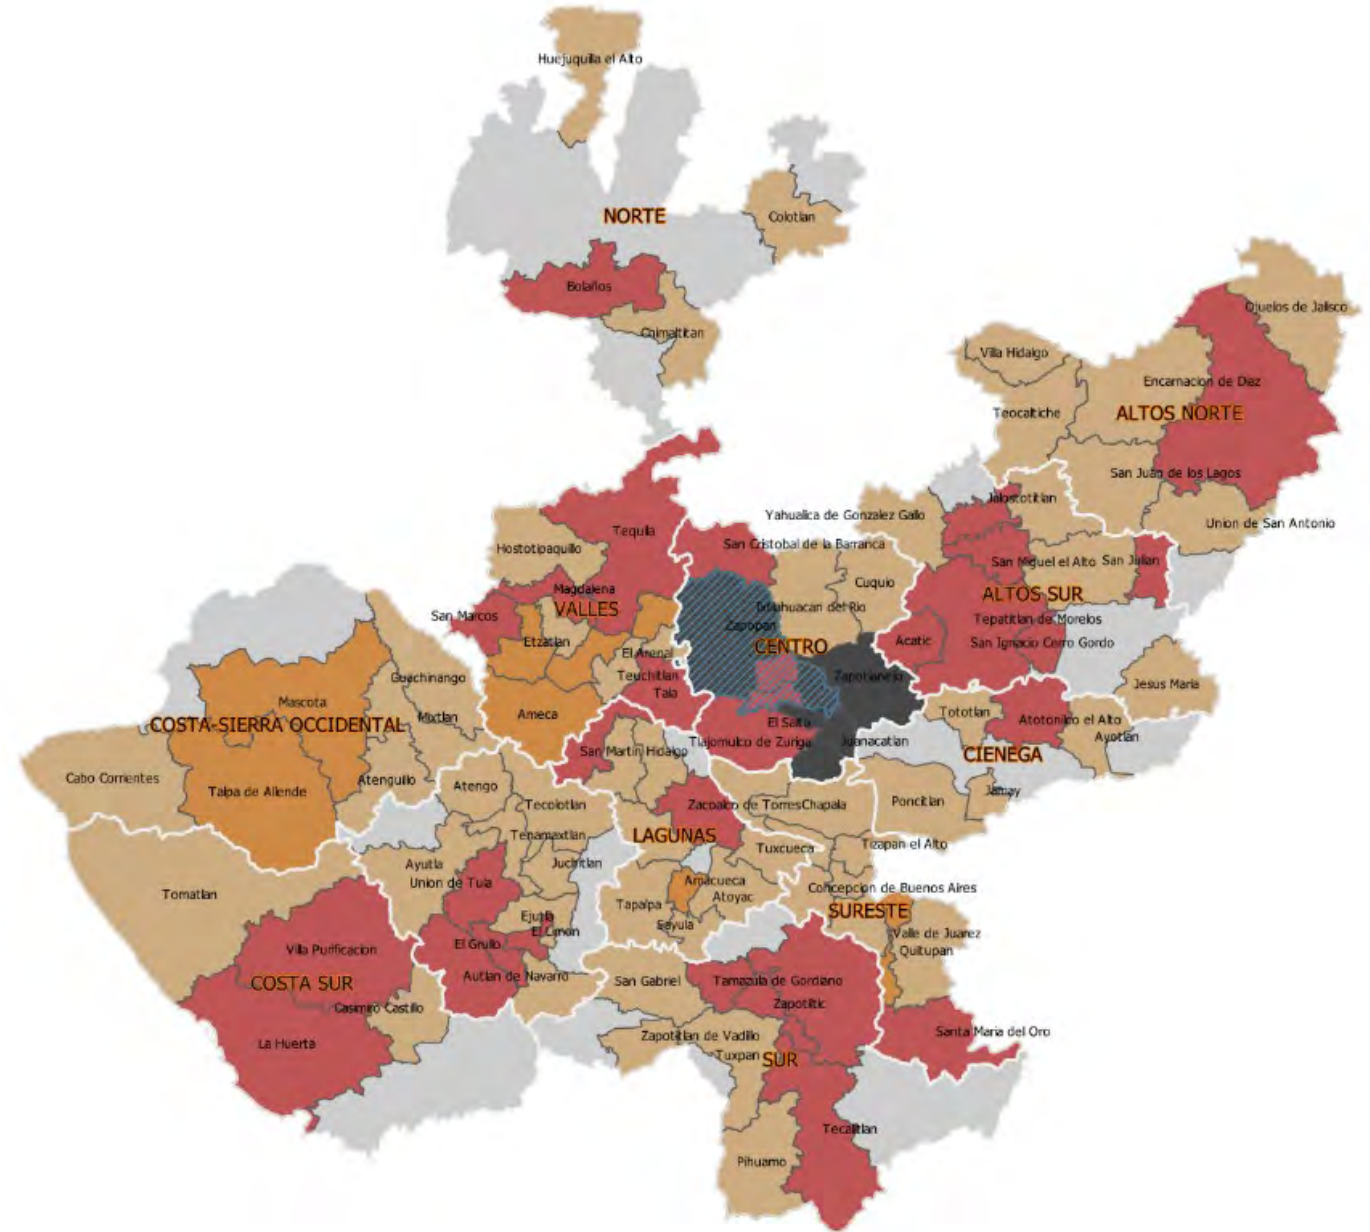 Huejuquilla el Alto
NORTE
Colotlan
Bolaños
Chimaltitan
Ojuelos de Jalisco
Villa Hidalgo
Encarnacion de Diaz
Teocaltiche
ALTOS NORTE
San Juan de los Lagos
Jalostotitlan
Yahualica de Gonzalez Gallo
Union de San Antonio
Tequila
San Cristobal de la Barranca
Hostotipaquillo
San Miguel el Alto
San Julian
Cuquio
Magdalena
ALTOS SUR
San Marcos
VALLES
Ixtlahuacan del Rio
Zapopan
Tepatitlan de Morelos
Etzatlan
CENTRO
Acatic
San Ignacio Cerro Gordo
El Arenal
Guachinango
Teuchitlan
Zapotlanejo
Jesus Maria
Tala
Mascota
Ameca
Mixtlan
Tototlan
Atotonilco el Alto
COSTA-SIERRA OCCIDENTAL
El Salto
Ayotlan
San Martin Hidalgo
Tlajomulco de Zuñiga
Juanacatlan
CIENEGA
Cabo Corrientes
Atenguillo
Atengo
Talpa de Allende
Jamay
Tecolotlan
Zacoalco de Torres
Chapala
Poncitlan
Tenamaxtlan
LAGUNAS
Tizapan el Alto
Tuxcueca
Ayutla
Juchitlan
Union de Tula
Amacueca
Concepcion de Buenos Aires
Tomatlan
Atoyac
Tapalpa
SURESTE
Ejutla
Sayula
El Limon
Valle de Juarez
Villa Purificacion
El Grullo
Quitupan
COSTA SUR
Autlan de Navarro
San Gabriel
Tamazula de Gordiano
Casimiro Castillo
Zapotiltic
La Huerta
Zapotitlan de Vadillo
Santa Maria del Oro
Tuxpan
SUR
Tecalitlan
Pihuamo